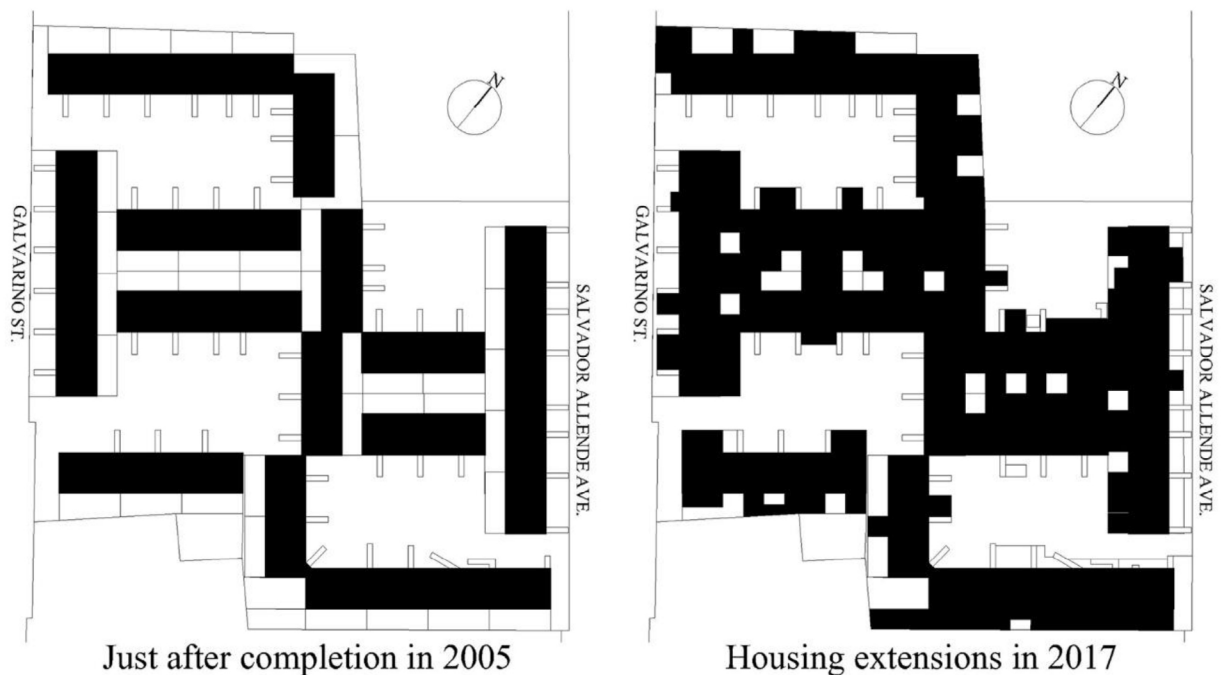 N
GALVARINO ST.
SALVADOR ALLENDE AVE.
Just after completion in 2005
N
GALVARINO ST.
SALVADOR ALLENDE AVE.
Housing extensions in 2017